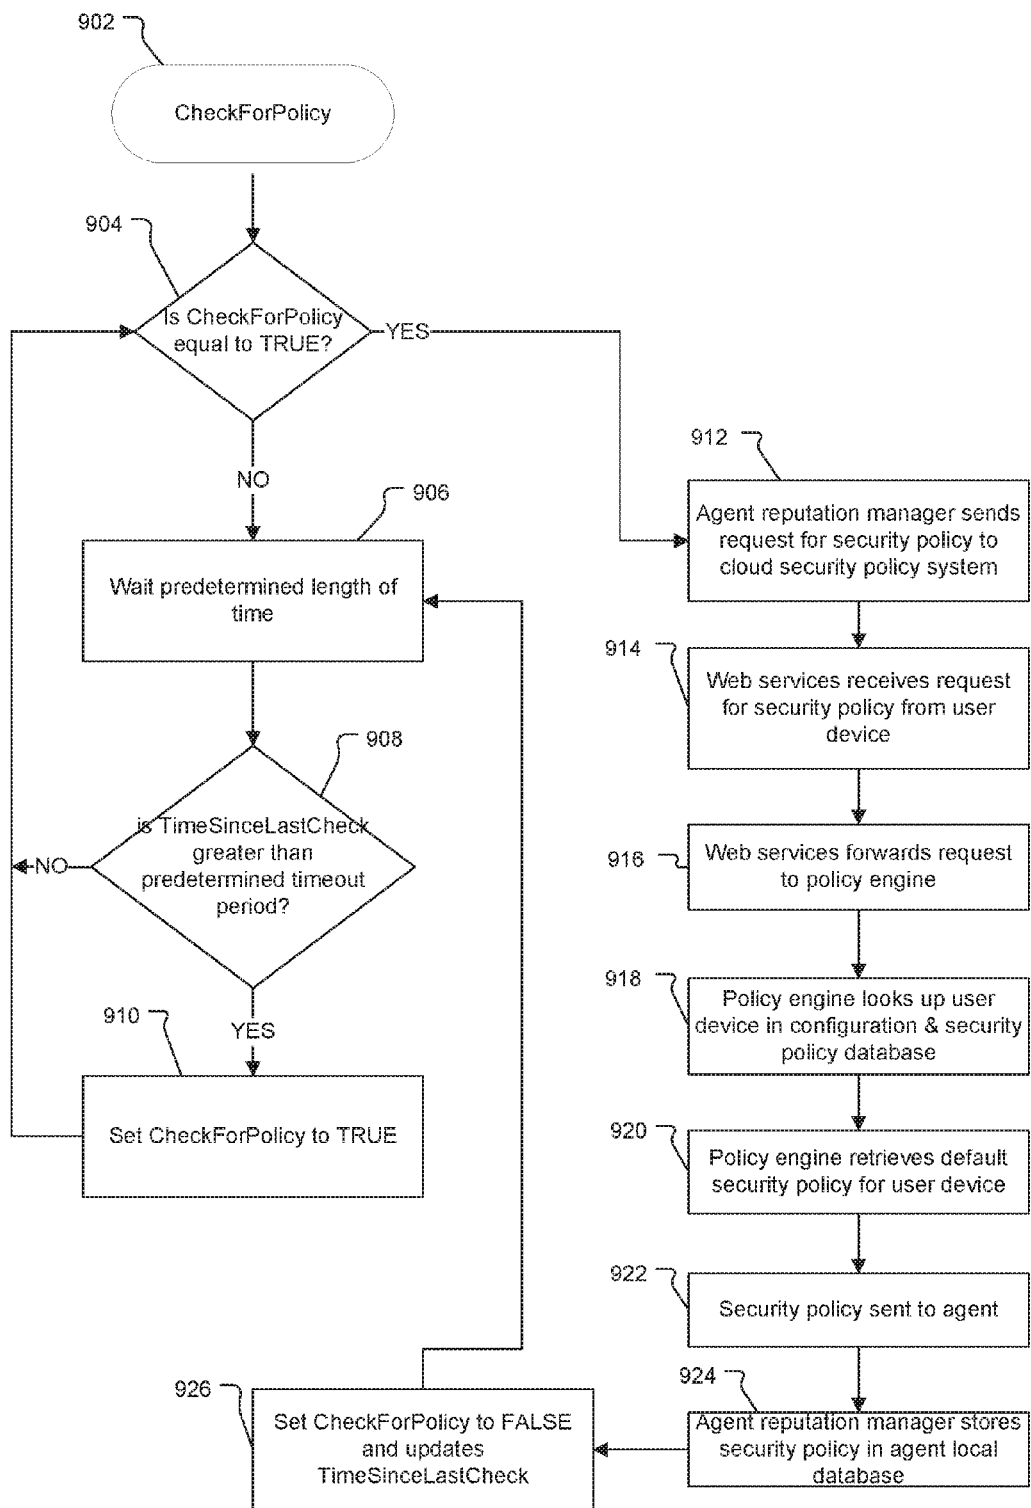 902
CheckForPolicy
904
Is CheckForPolicy
equal to TRUE?
YES
NO
906
Wait predetermined length of
time
908
is TimeSinceLastCheck
greater than
predetermined timeout
period?
NO
YES
910
Set CheckForPolicy to TRUE
912
Agent reputation manager sends
request for security policy to
cloud security policy system
914
Web services receives request
for security policy from user
device
916
Web services forwards request
to policy engine
918
Policy engine looks up user
device in configuration & security
policy database
920
Policy engine retrieves default
security policy for user device
922
Security policy sent to agent
924
Agent reputation manager stores
security policy in agent local
database
926
Set CheckForPolicy to FALSE
and updates
TimeSinceLastCheck